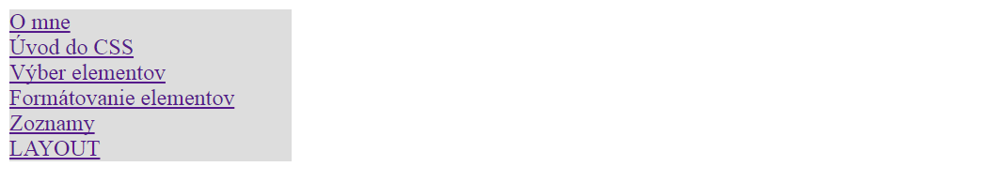 O mne
Úvod do CSS
Výber elementov
Formátovanie elementov
Zoznamy
LAYOUT